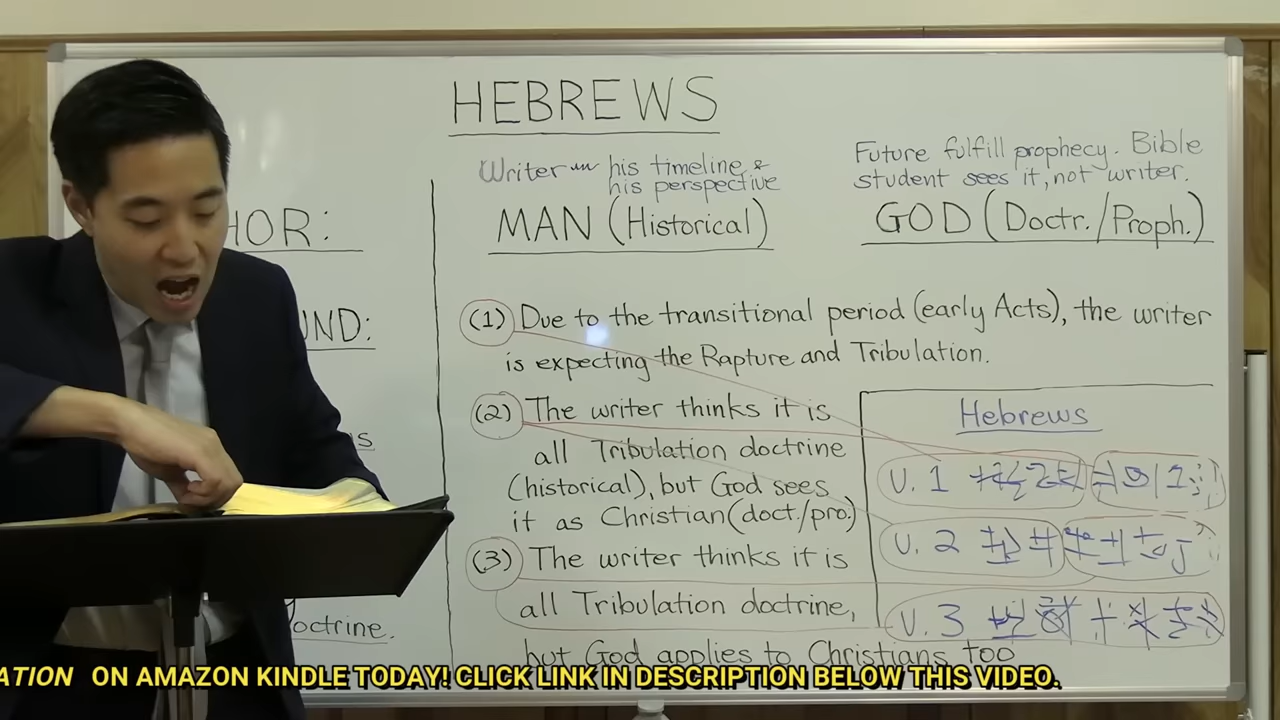 HEBREWS
Writer his timeline &
his perspective
MAN (Historical)
Future fulfill prophecy. Bible
student sees it, not writer.
GOD (Doctr./Proph.)
HOR:
UND:
s
octrine.
(1) Due to the transitional period (early Acts), the writer
is expecting the Rapture and Tribulation.
(2) The writer thinks it is
all Tribulation doctrine
(historical), but God sees
it as Christian (doct./pro.)
(3) The writer thinks it is
all Tribulation doctrine,
but God applies to Christians too
Hebrews
V. 1
V. 2
V. 3
ATION ON AMAZON KINDLE TODAY! CLICK LINK IN DESCRIPTION BELOW THIS VIDEO.